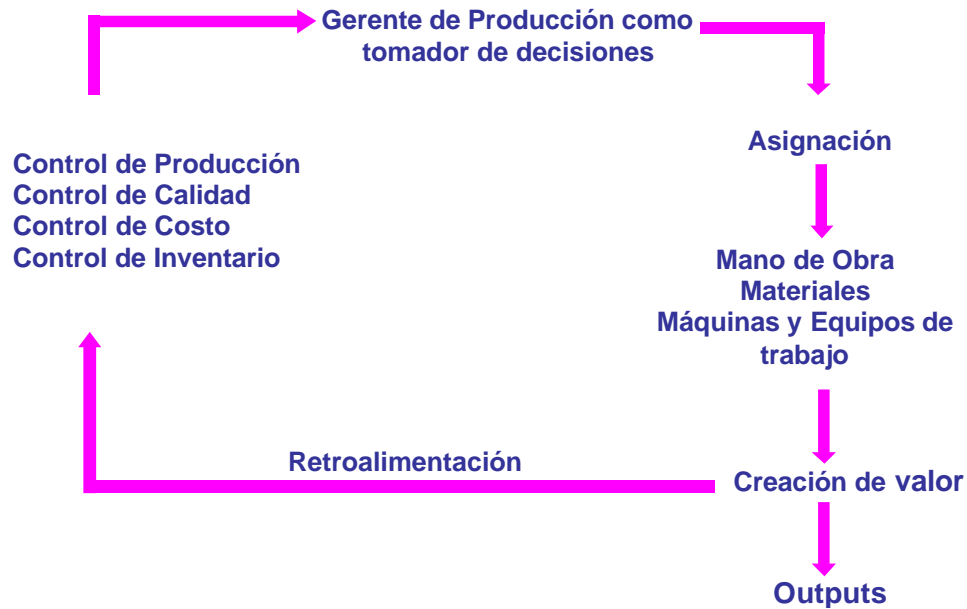 Gerente de Producción como
tomador de decisiones
Asignación
Control de Producción
Control de Calidad
Control de Costo
Control de Inventario
Mano de Obra
Materiales
Máquinas y Equipos de
trabajo
Retroalimentación
Creación de valor
Outputs